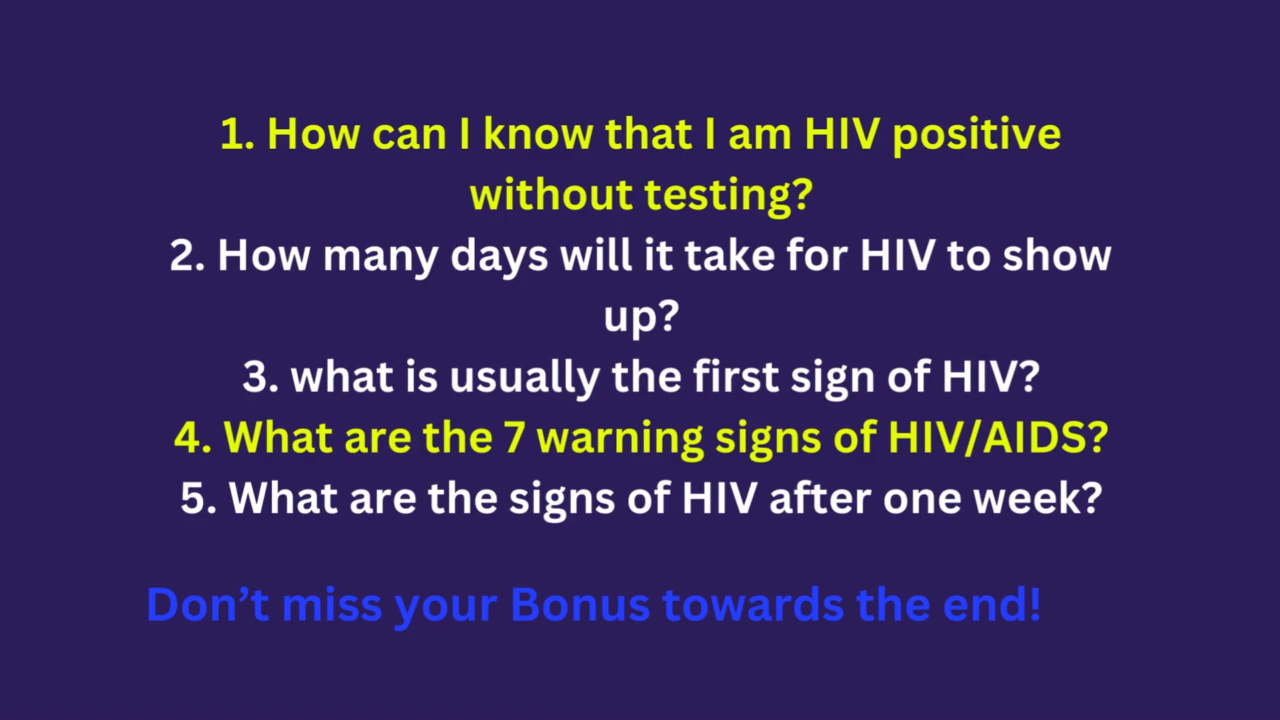 1. How can I know that I am HIV positive
without testing?
2. How many days will it take for HIV to show
up?
3. what is usually the first sign of HIV?
4. What are the 7 warning signs of HIV/AIDS?
5. What are the signs of HIV after one week?
Don’t miss your Bonus towards the end!